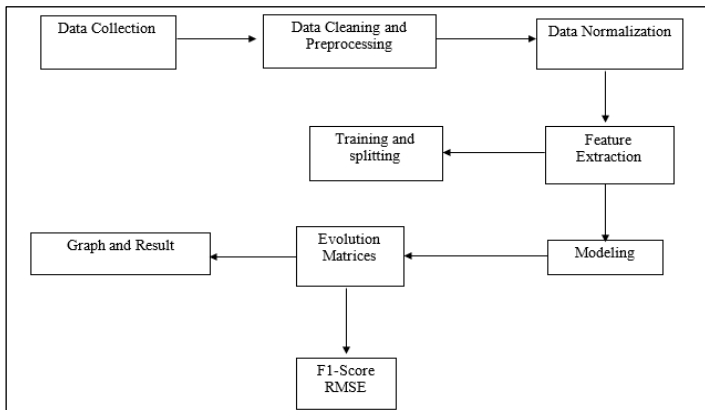 Data Collection
Data Cleaning and
Preprocessing
Data Normalization
Training and
splitting
Feature
Extraction
Graph and Result
Evolution
Matrices
Modeling
F1-Score
RMSE